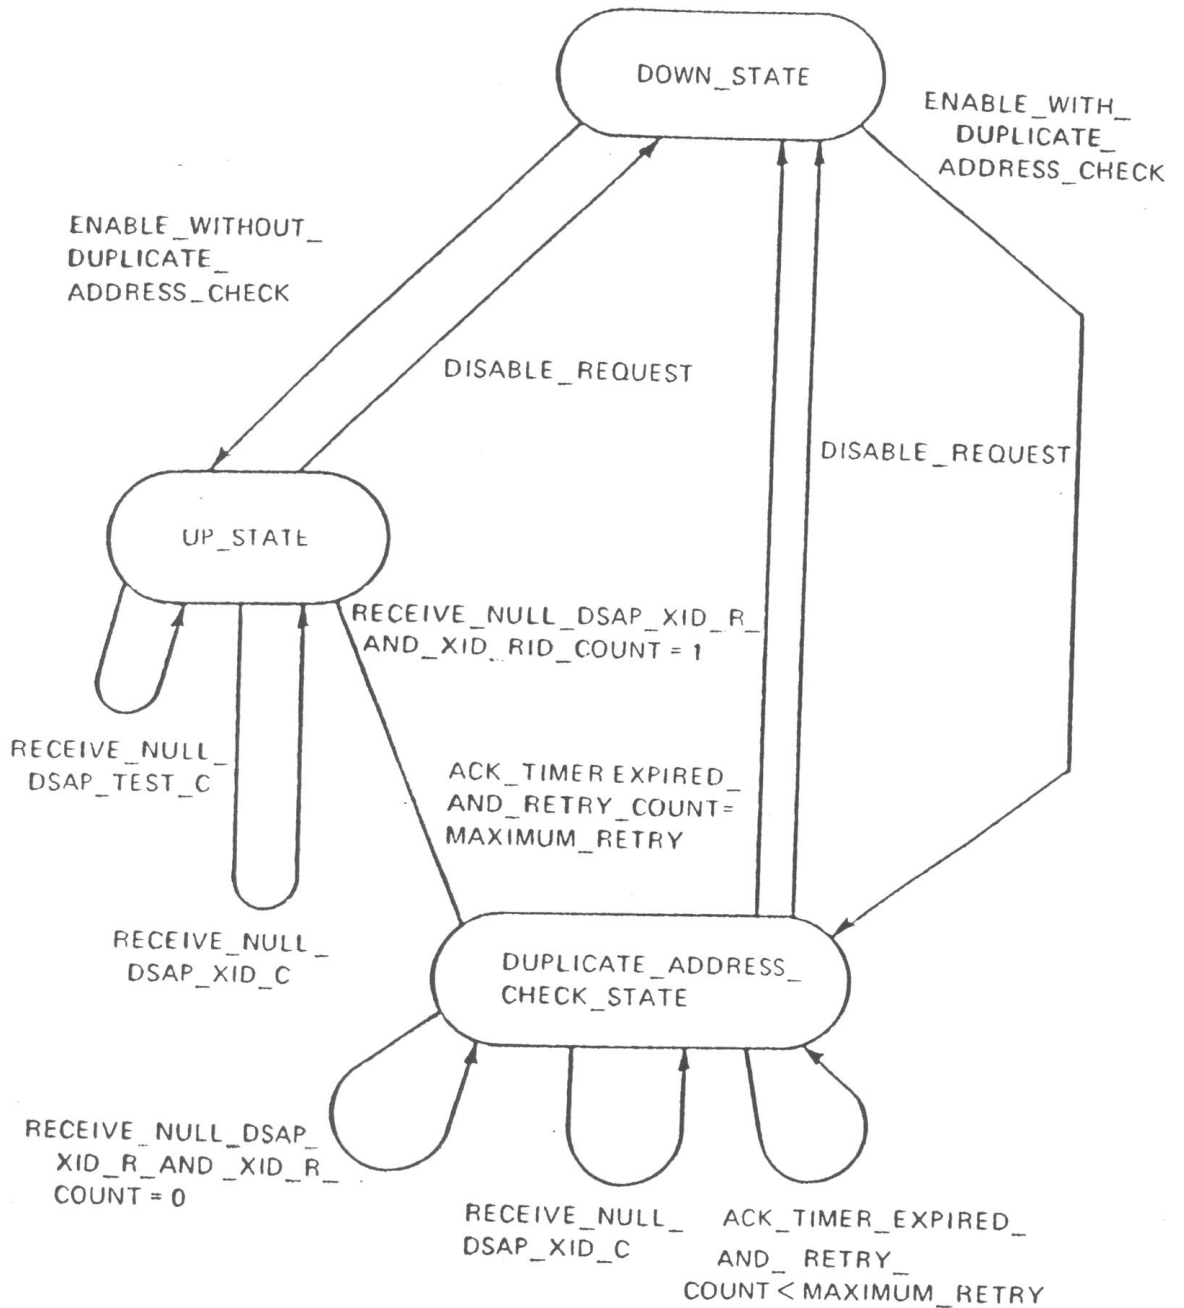 DOWN_STATE
ENABLE_WITH_
DUPLICATE_
ADDRESS_CHECK
ENABLE_WITHOUT_
DUPLICATE_
ADDRESS_CHECK
DISABLE_REQUEST
DISABLE_REQUEST
UP_STATE
RECEIVE_NULL_DSAP_XID_R_
AND_XID_RID_COUNT = 1
RECEIVE_NULL_
DSAP_TEST_C
ACK_TIMER EXPIRED_
AND_RETRY_COUNT=
MAXIMUM_RETRY
RECEIVE_NULL_
DSAP_XID_C
DUPLICATE_ADDRESS_
CHECK_STATE
RECEIVE_NULL_DSAP_
XID_R_AND_XID_R_
COUNT = 0
RECEIVE_NULL_
DSAP_XID_C
ACK_TIMER_EXPIRED_
AND_ RETRY_
COUNT < MAXIMUM_RETRY